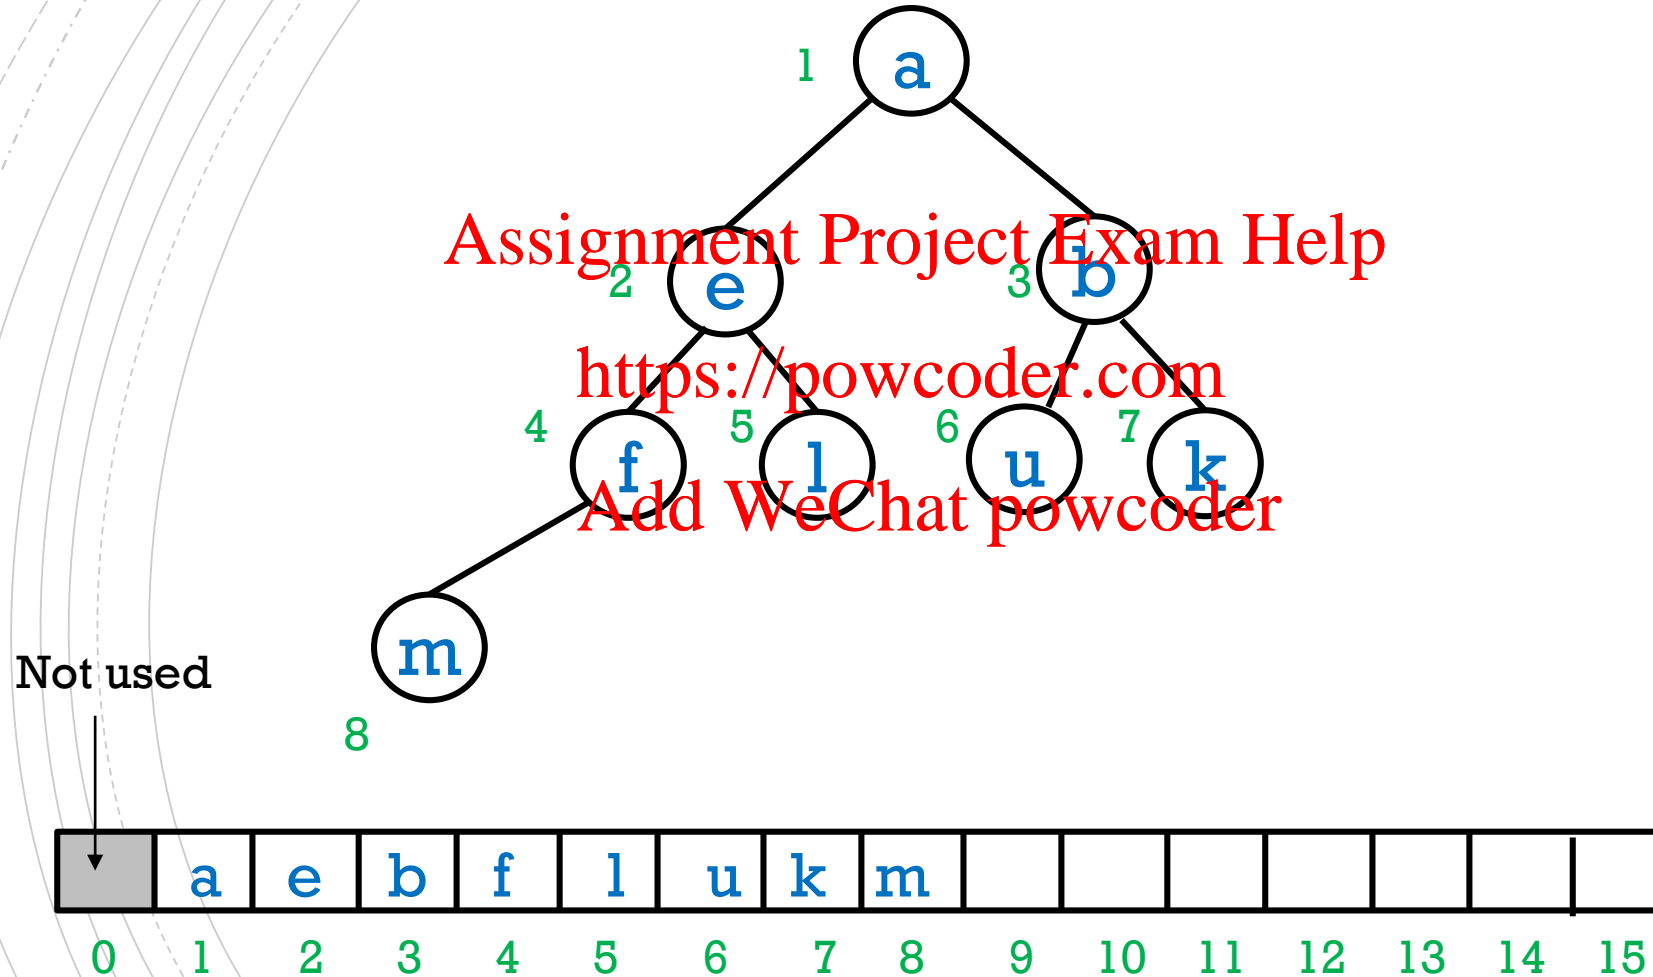 1 a
Assignment Project Exam Help
2 e 3 b
https://powcoder.com
4 f 5 l 6 u 7 k
Add WeChat powcoder
m
Not used
8
a e b f l u k m
0 1 2 3 4 5 6 7 8 9 10 11 12 13 14 15